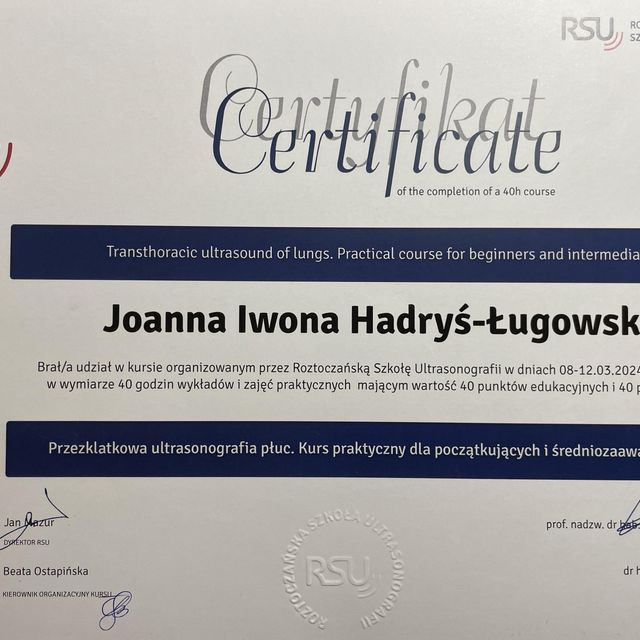 RSU
Certyfikat
Certificate
of the completion of a 40h course
Transthoracic ultrasound of lungs. Practical course for beginners and intermedia
Joanna Iwona Hadryś-Ługowsk
Brał/a udział w kursie organizowanym przez Roztoczańską Szkołę Ultrasonografii w dniach 08-12.03.2024
w wymiarze 40 godzin wykładów i zajęć praktycznych mającym wartość 40 punktów edukacyjnych i 40 p
Przezklatkowa ultrasonografia płuc. Kurs praktyczny dla początkujących i średniozaawa
Jan Mazur
DYREKTOR RSU
Beata Ostapińska
KIEROWNIK ORGANIZACYJNY KURSU
ROZTOCZAŃSKA SZKOŁA ULTRASONOGRAFII
RSU
prof. nadzw. dr hab.
dr h